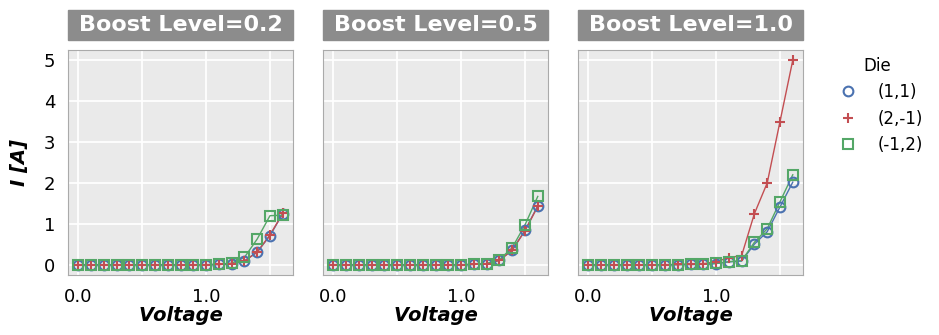 Boost Level=0.2
Boost Level=0.5
Boost Level=1.0
5
4
3
2
1
0
I [A]
0.0
1.0
0.0
1.0
0.0
1.0
Voltage
Voltage
Voltage
Die
(1,1)
(2,-1)
(-1,2)